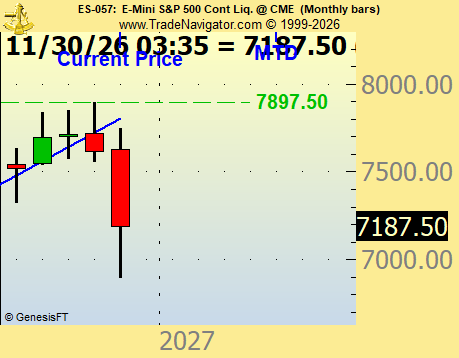 ES-057: E-Mini S&P 500 Cont Liq. @ CME (Monthly bars)
www.TradeNavigator.com © 1999-2026
11/30/26 03:35 = 7187.50
Current Price MTD
8000.00
7897.50
7500.00
7187.50
7000.00
© GenesisFT
2027